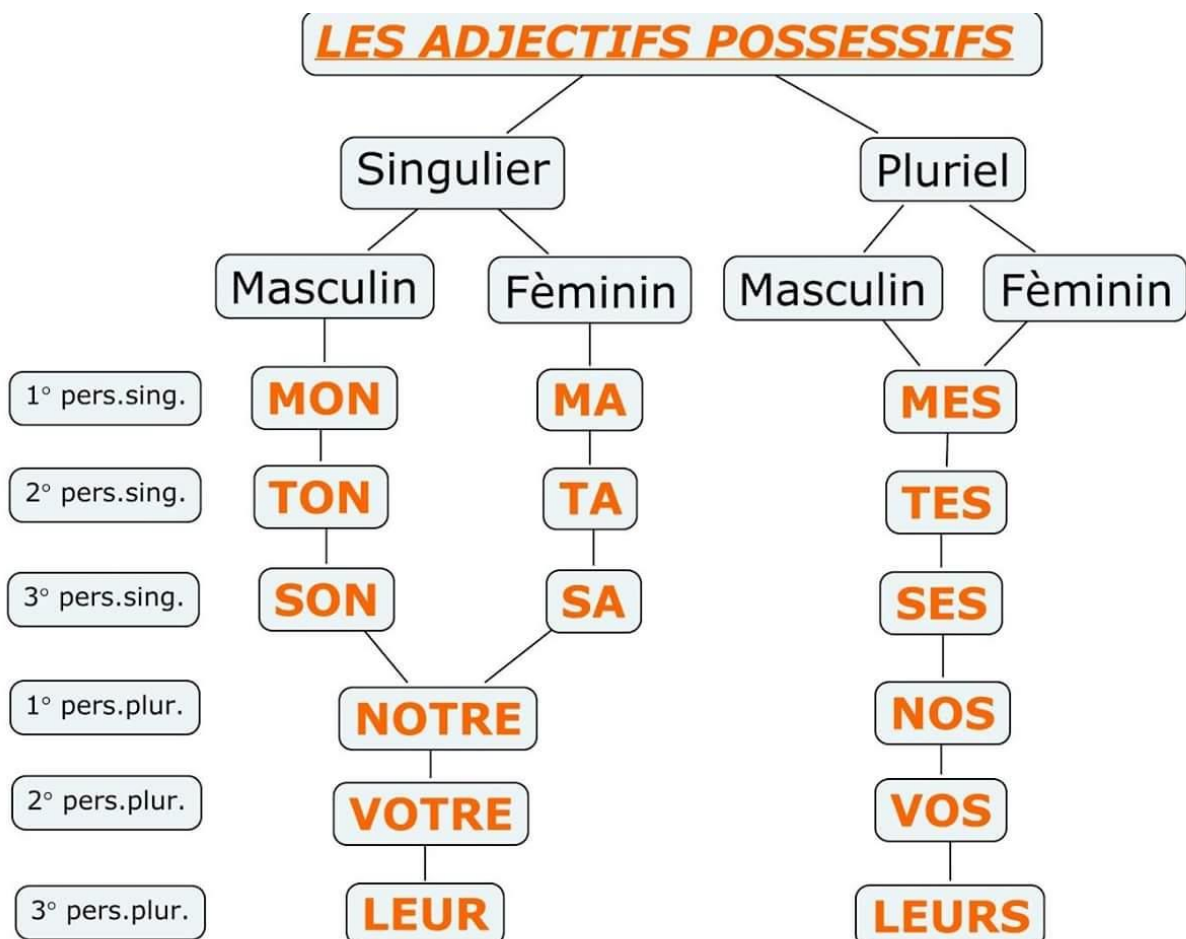 LES ADJECTIFS POSSESSIFS
Singulier Pluriel
Masculin Fèminin Masculin Fèminin
1° pers.sing. MON MA MES
2° pers.sing. TON TA TES
3° pers.sing. SON SA SES
1° pers.plur. NOTRE NOS
2° pers.plur. VOTRE VOS
3° pers.plur. LEUR LEURS